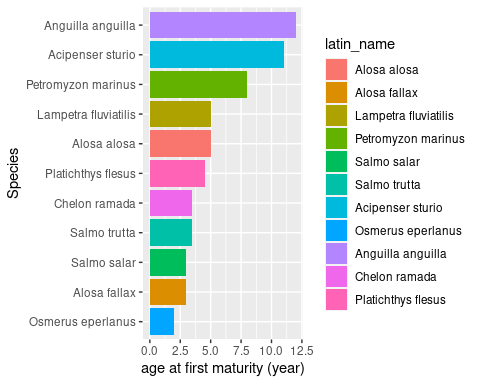 Species
Anguilla anguilla
Acipenser sturio
Petromyzon marinus
Lampetra fluviatilis
Alosa alosa
Platichthys flesus
Chelon ramada
Salmo trutta
Salmo salar
Alosa fallax
Osmerus eperlanus
0.0 2.5 5.0 7.5 10.0 12.5
age at first maturity (year)
latin_name
Alosa alosa
Alosa fallax
Lampetra fluviatilis
Petromyzon marinus
Salmo salar
Salmo trutta
Acipenser sturio
Osmerus eperlanus
Anguilla anguilla
Chelon ramada
Platichthys flesus